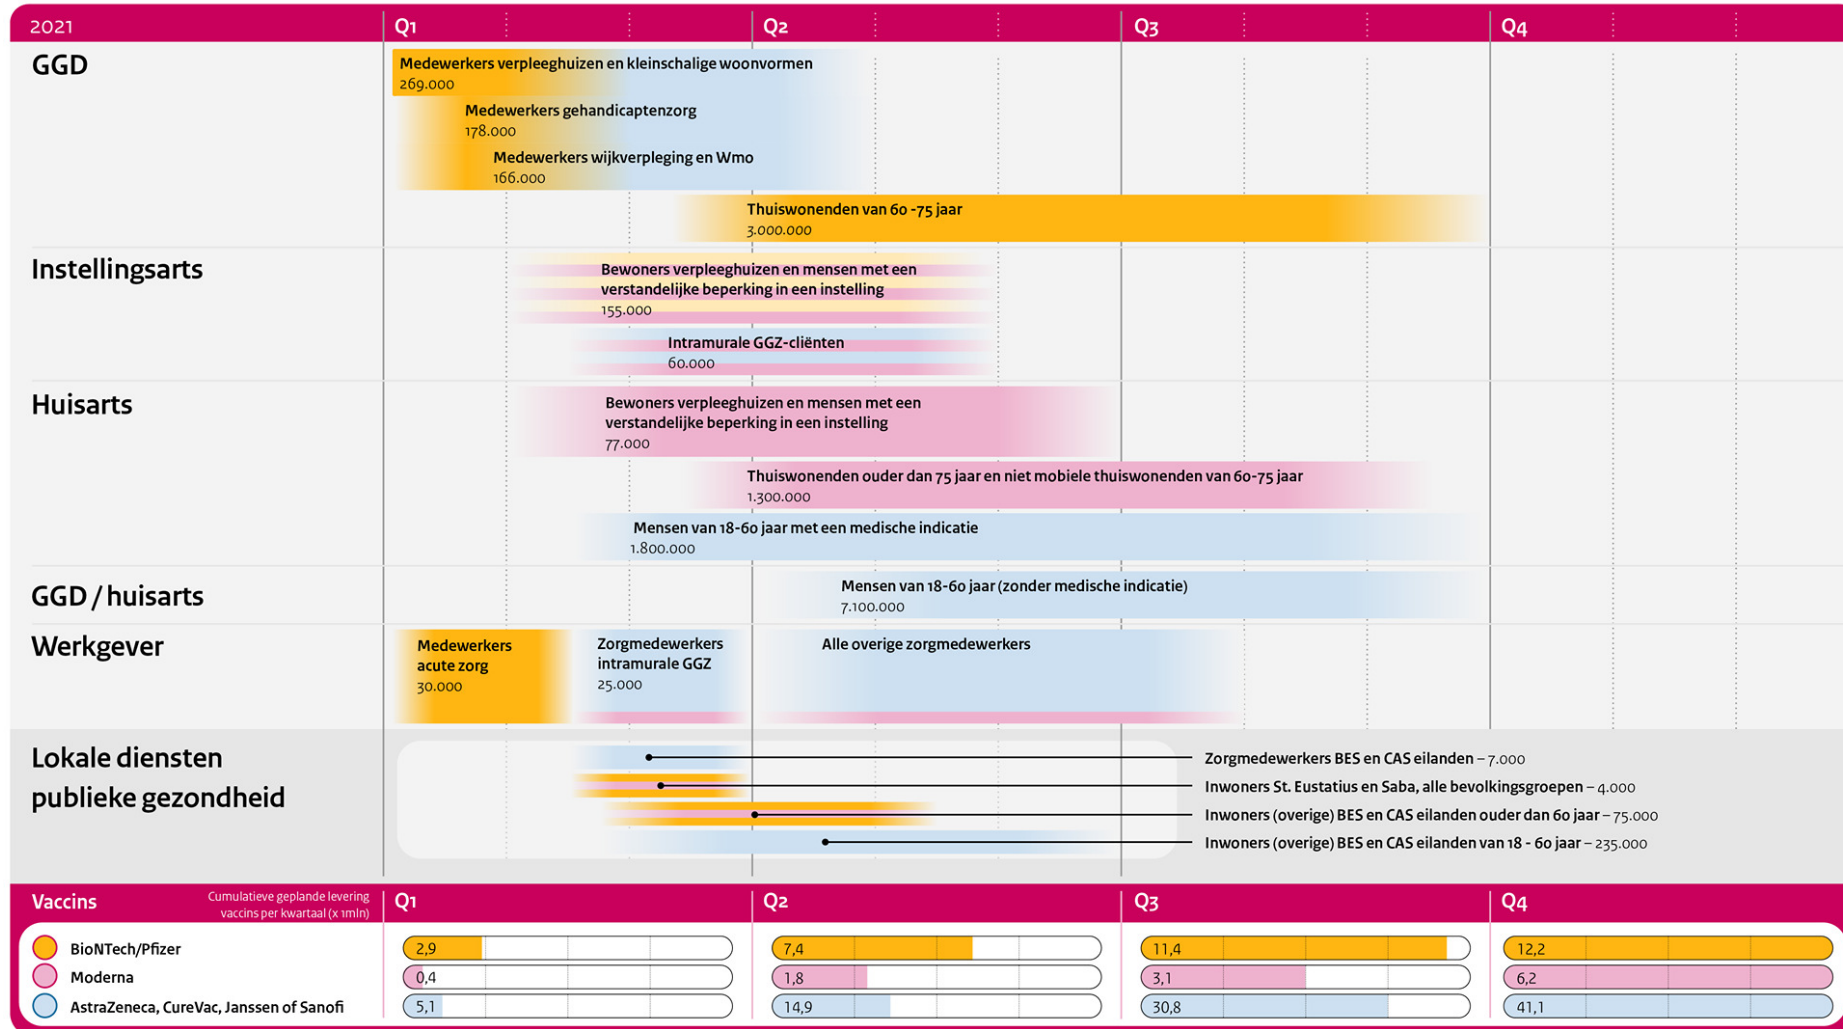 2021 Q1 Q2 Q3 Q4
GGD
Medewerkers verpleeghuizen en kleinschalige woonvormen
269.000
Medewerkers gehandicaptenzorg
178.000
Medewerkers wijkverpleging en Wmo
166.000
Thuiswonenden van 60 -75 jaar
3.000.000
Instellingsarts
Bewoners verpleeghuizen en mensen met een
verstandelijke beperking in een instelling
155.000
Intramurale GGZ-cliënten
60.000
Huisarts
Bewoners verpleeghuizen en mensen met een
verstandelijke beperking in een instelling
77.000
Thuiswonenden ouder dan 75 jaar en niet mobiele thuiswonenden van 60-75 jaar
1.300.000
Mensen van 18-60 jaar met een medische indicatie
1.800.000
GGD / huisarts
Mensen van 18-60 jaar (zonder medische indicatie)
7.100.000
Werkgever
Medewerkers
acute zorg
30.000
Zorgmedewerkers
intramurale GGZ
25.000
Alle overige zorgmedewerkers
Lokale diensten
publieke gezondheid
Zorgmedewerkers BES en CAS eilanden – 7.000
Inwoners St. Eustatius en Saba, alle bevolkingsgroepen – 4.000
Inwoners (overige) BES en CAS eilanden ouder dan 60 jaar – 75.000
Inwoners (overige) BES en CAS eilanden van 18 - 60 jaar – 235.000
Vaccins
Cumulatieve geplande levering
vaccins per kwartaal (x 1mln)
Q1 Q2 Q3 Q4
BioNTech/Pfizer 2,9 7,4 11,4 12,2
Moderna 0,4 1,8 3,1 6,2
AstraZeneca, CureVac, Janssen of Sanofi 5,1 14,9 30,8 41,1